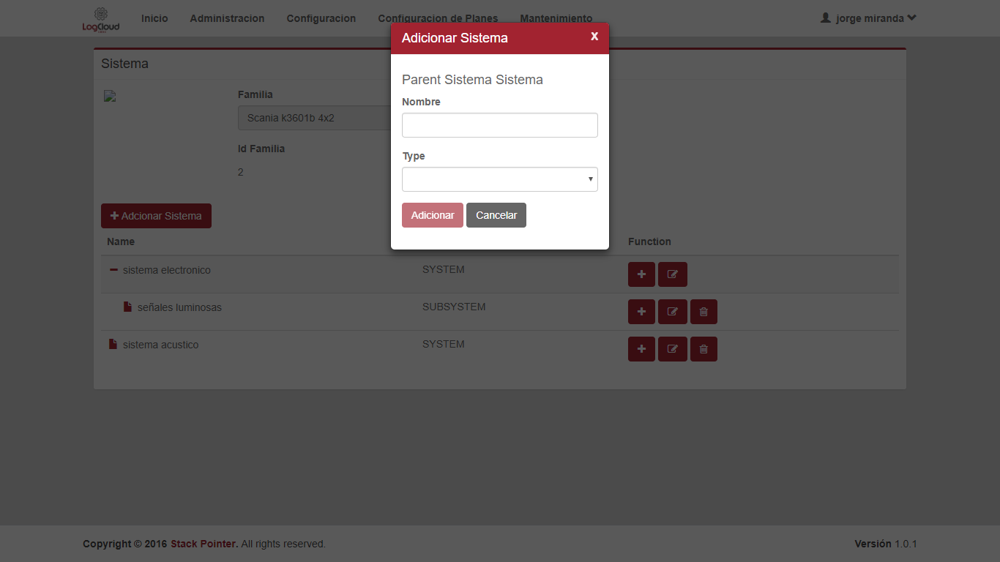 LogCloud
Inicio Administracion Configuracion Configuracion de Planes Mantenimiento jorge miranda
Adicionar Sistema x
Sistema
Parent Sistema Sistema
Familia
Nombre
Scania k3601b 4x2
Id Familia
Type
2
Adicionar Cancelar
Adcionar Sistema
Name Function
sistema electronico SYSTEM
señales luminosas SUBSYSTEM
sistema acustico SYSTEM
Copyright © 2016 Stack Pointer. All rights reserved. Versión 1.0.1